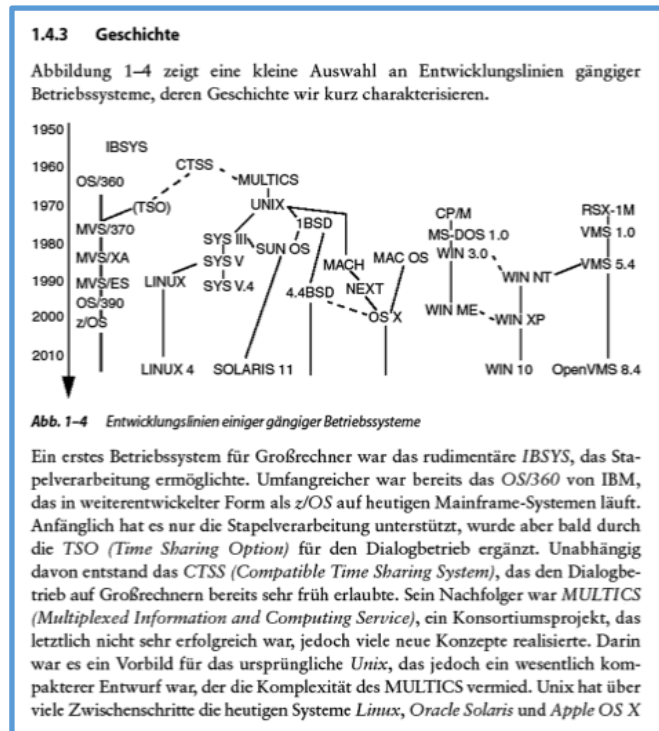 1.4.3 Geschichte
Abbildung 1–4 zeigt eine kleine Auswahl an Entwicklungslinien gängiger
Betriebssysteme, deren Geschichte wir kurz charakterisieren.
1950
IBSYS
1960
CTSS
OS/360
MULTICS
1970
(TSO)
UNIX
1BSD
CP/M
RSX-1M
MVS/370
SYS III
MS-DOS 1.0
VMS 1.0
1980
SUN OS
MAC OS
WIN 3.0
MVS/XA
SYS V
MACH
WIN NT
VMS 5.4
1990
MVS/ES
LINUX
SYS V.4
NEXT
4.4BSD
OS/390
2000
z/OS
OS X
WIN ME
WIN XP
2010
LINUX 4
SOLARIS 11
WIN 10
OpenVMS 8.4
Abb. 1–4 Entwicklungslinien einiger gängiger Betriebssysteme
Ein erstes Betriebssystem für Großrechner war das rudimentäre IBSYS, das Sta-
pelverarbeitung ermöglichte. Umfangreicher war bereits das OS/360 von IBM,
das in weiterentwickelter Form als z/OS auf heutigen Mainframe-Systemen läuft.
Anfänglich hat es nur die Stapelverarbeitung unterstützt, wurde aber bald durch
die TSO (Time Sharing Option) für den Dialogbetrieb ergänzt. Unabhängig
davon entstand das CTSS (Compatible Time Sharing System), das den Dialogbe-
trieb auf Großrechnern bereits sehr früh erlaubte. Sein Nachfolger war MULTICS
(Multiplexed Information and Computing Service), ein Konsortiumsprojekt, das
letztlich nicht sehr erfolgreich war, jedoch viele neue Konzepte realisierte. Darin
war es ein Vorbild für das ursprüngliche Unix, das jedoch ein wesentlich kom-
pakterer Entwurf war, der die Komplexität des MULTICS vermied. Unix hat über
viele Zwischenschritte die heutigen Systeme Linux, Oracle Solaris und Apple OS X